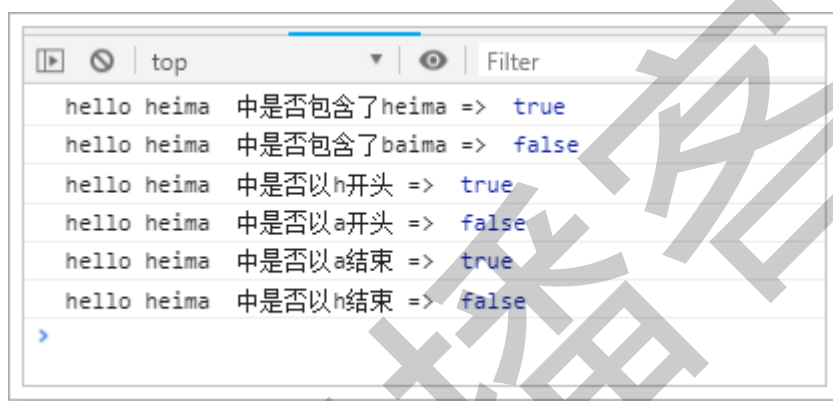 top Filter
hello heima  中是否包含了heima =>  true
hello heima  中是否包含了baima =>  false
hello heima  中是否以h开头 =>  true
hello heima  中是否以a开头 =>  false
hello heima  中是否以a结束 =>  true
hello heima  中是否以h结束 =>  false
>
播客